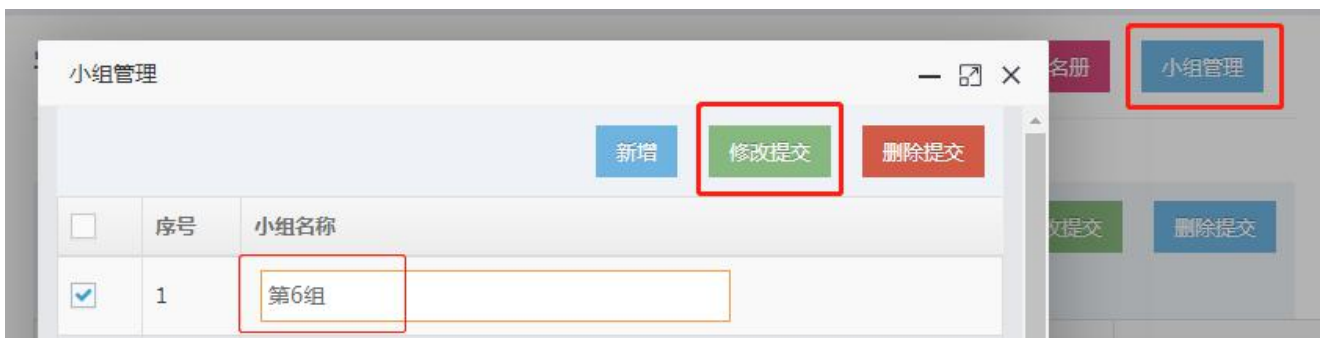 小组管理
名册 小组管理
新增 修改提交 删除提交
序号 小组名称
改提交 删除提交
1 第6组